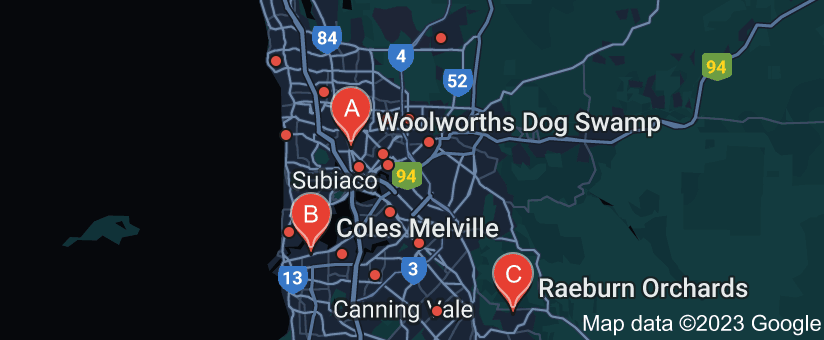 84
4
94
52
A
Woolworths Dog Swamp
Subiaco
94
B
Coles Melville
13
3
C
Raeburn Orchards
Canning Vale
Map data ©2023 Google